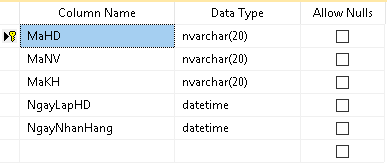 Column Name Data Type Allow Nulls
MaHD nvarchar(20)
MaNV nvarchar(20)
MaKH nvarchar(20)
NgayLapHD datetime
NgayNhanHang datetime